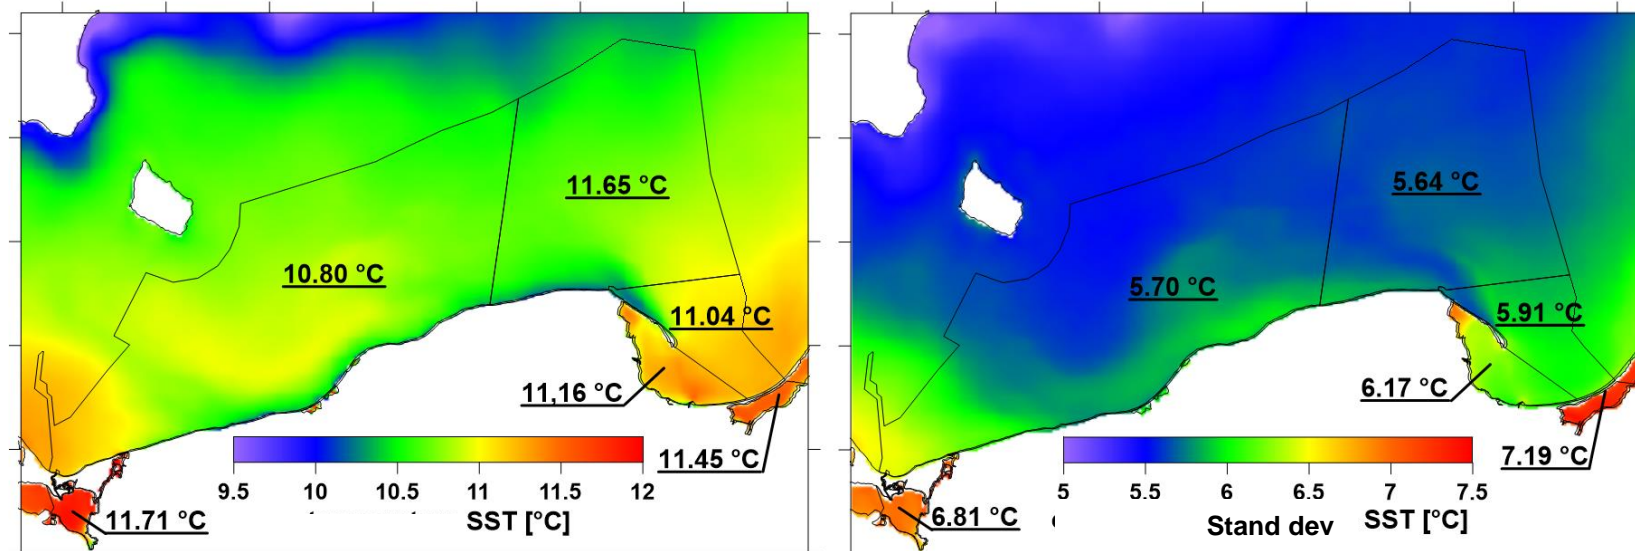 11.65 °C
10.80 °C
11.04 °C
11,16 °C
11.45 °C
11.71 °C
9.5 10 10.5 11 11.5 12
SST [°C]
5.64 °C
5.70 °C
5.91 °C
6.17 °C
7.19 °C
6.81 °C
5 5.5 6 6.5 7 7.5
Stand dev SST [°C]